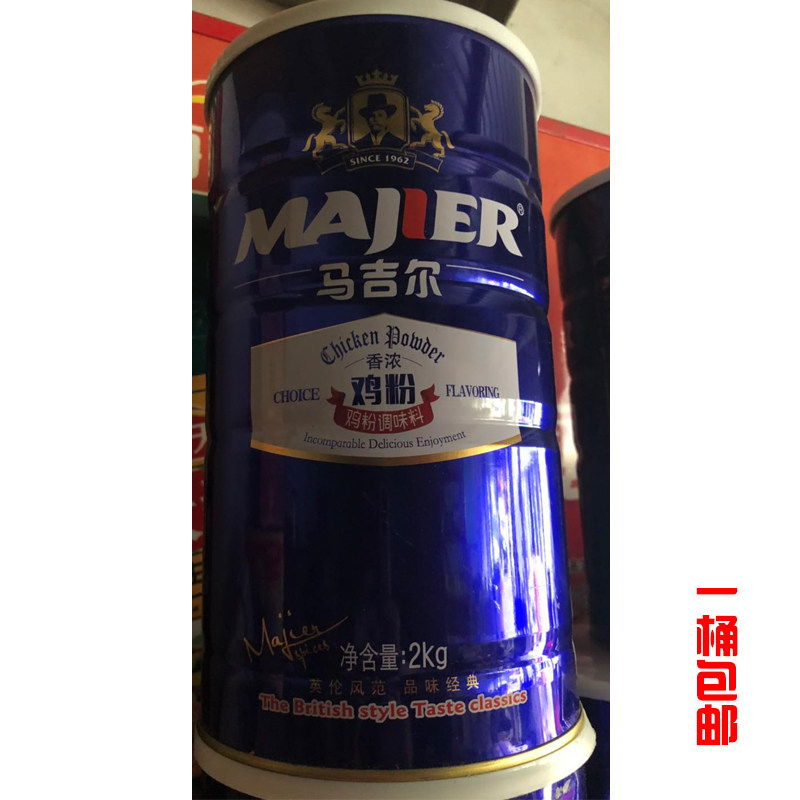 SINCE 1962
MAJIER®
马吉尔
Chicken Powder
香浓
CHOICE 鸡粉 FLAVORING
鸡粉调味料
Incomparable Delicious Enjoyment
Majier
spices
净含量:2Kg
英伦风范 品味经典
The British style Taste classics
一桶包邮